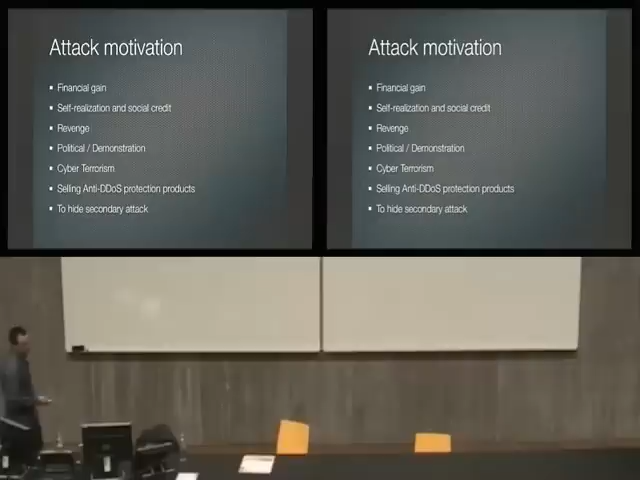 Attack motivation
Financial gain
Self-realization and social credit
Revenge
Political / Demonstration
Cyber Terrorism
Selling Anti-DDoS protection products
To hide secondary attack
Attack motivation
Financial gain
Self-realization and social credit
Revenge
Political / Demonstration
Cyber Terrorism
Selling Anti-DDoS protection products
To hide secondary attack